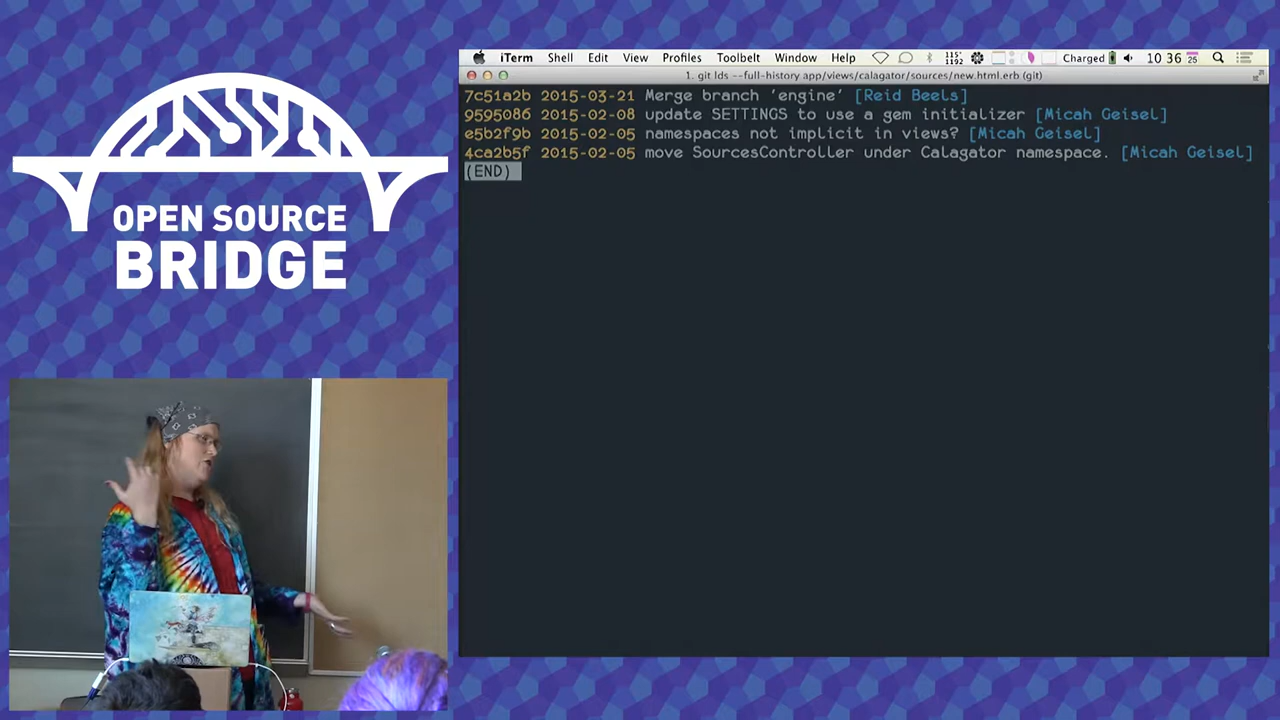 OPEN SOURCE
BRIDGE
iTerm Shell Edit View Profiles Toolbelt Window Help 115° 1192 Charged 10 36 25
1. git lds --full-history app/views/calagator/sources/new.html.erb (git)
7c51a2b 2015-03-21 Merge branch 'engine' [Reid Beels]
9595086 2015-02-08 update SETTINGS to use a gem initializer [Micah Geisel]
e5b2f9b 2015-02-05 namespaces not implicit in views? [Micah Geisel]
4ca2b5f 2015-02-05 move SourcesController under Calagator namespace. [Micah Geisel]
(END)